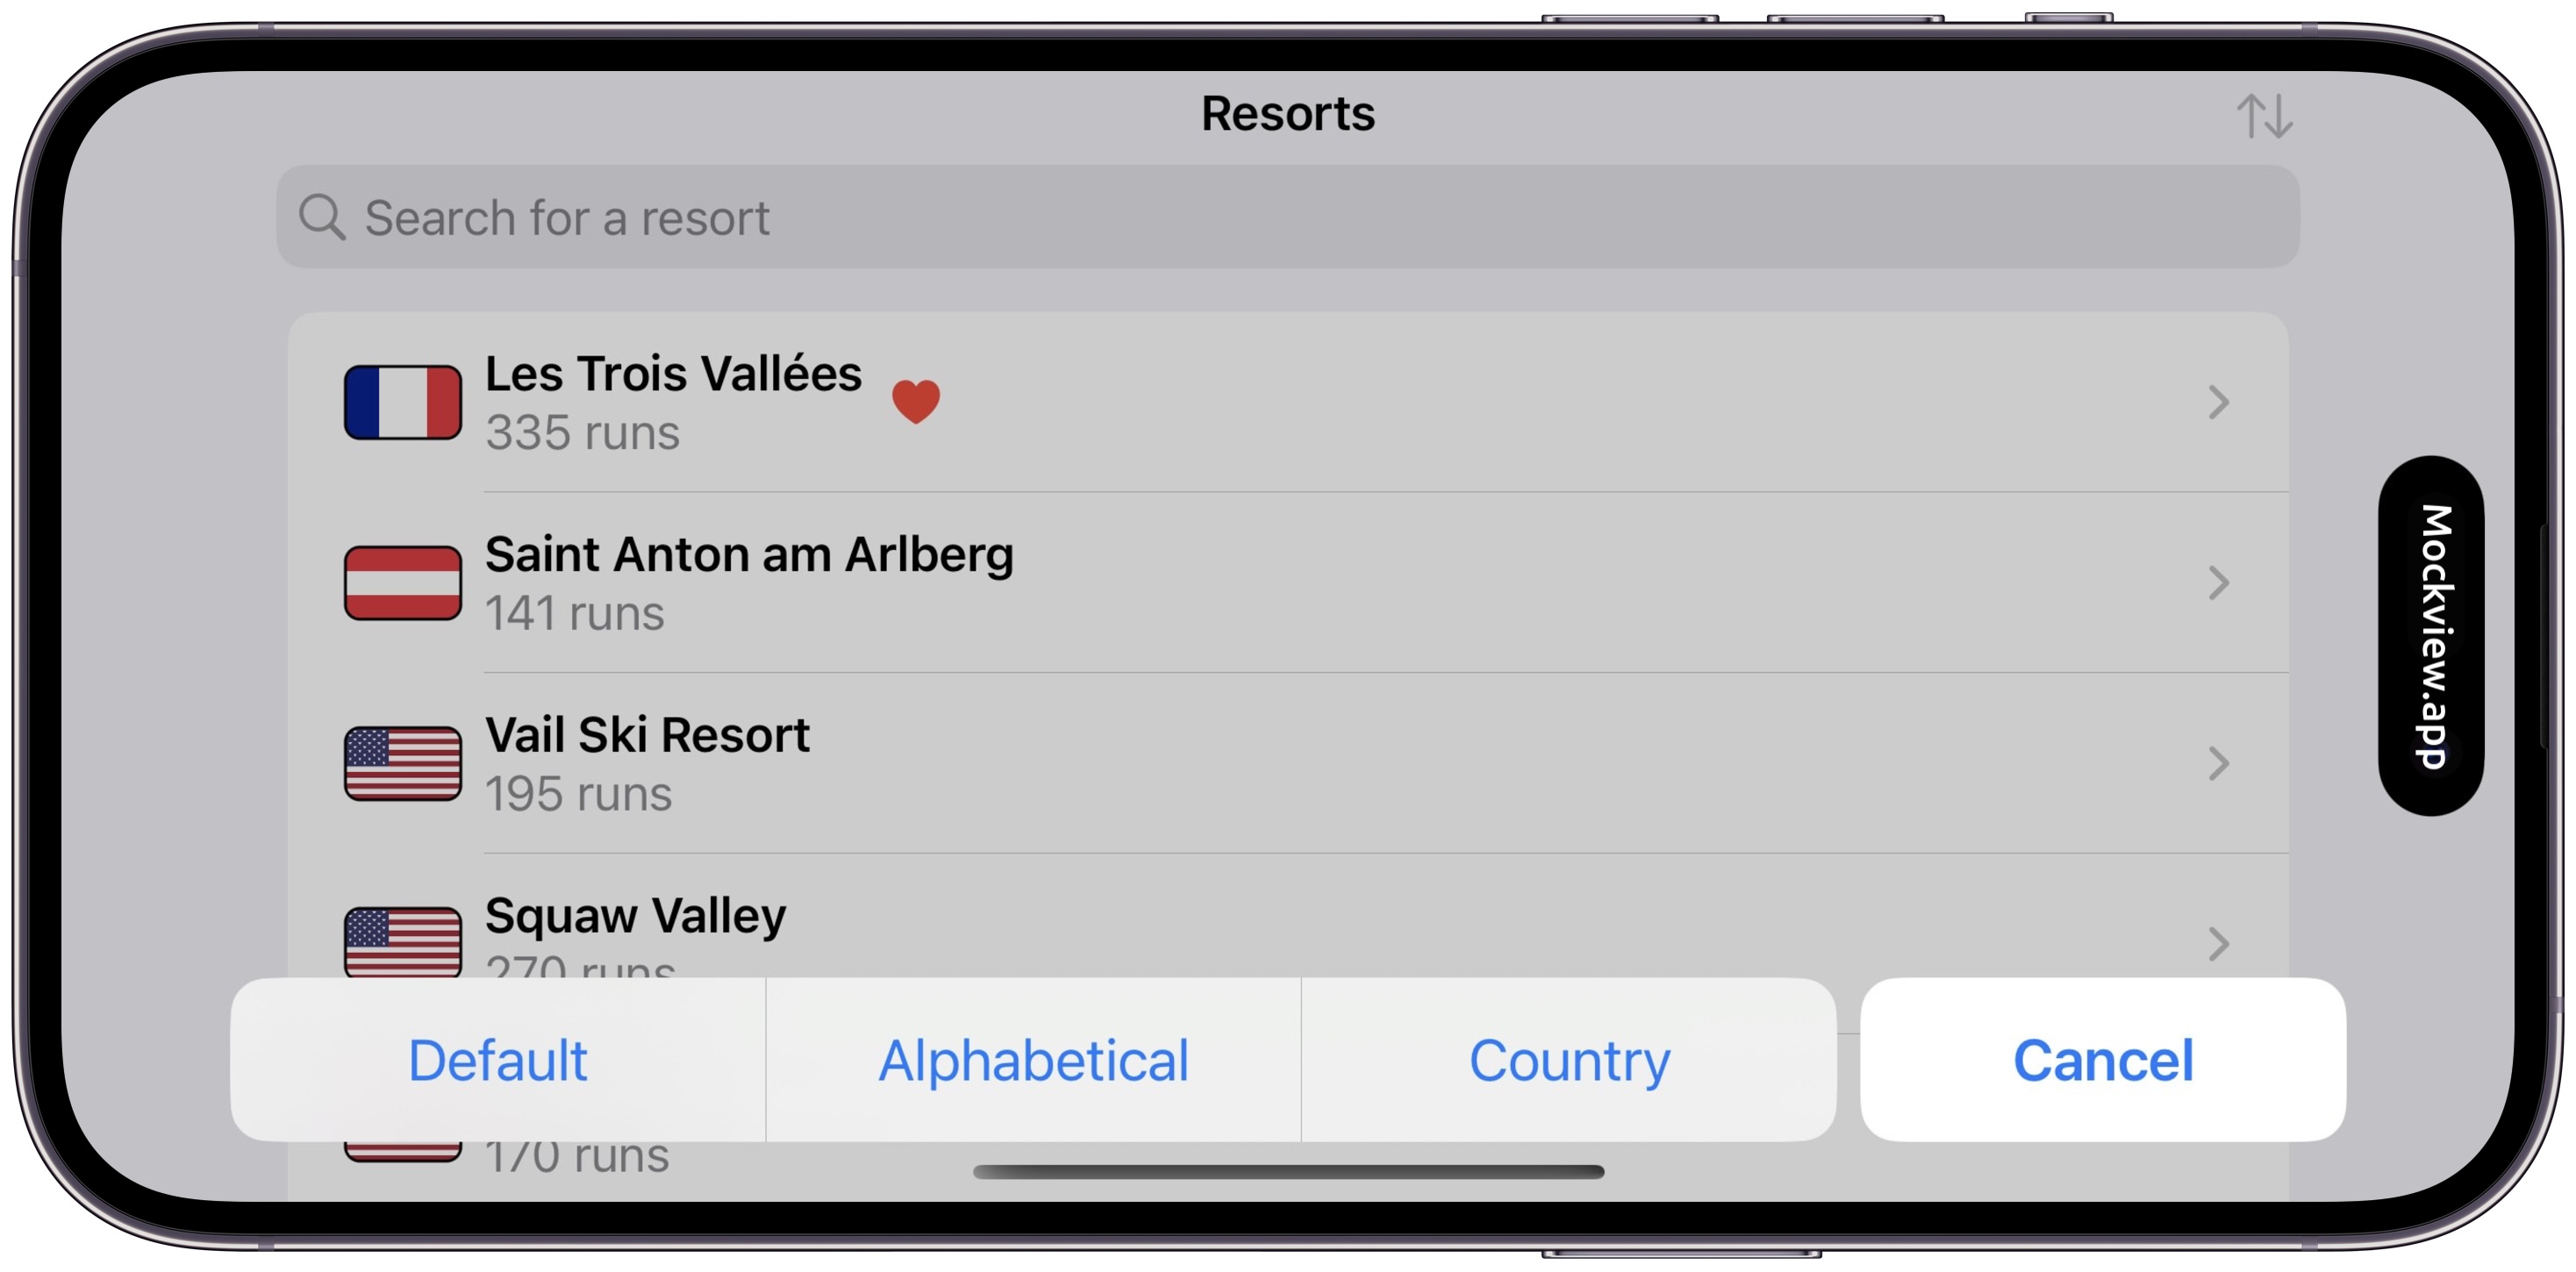 Resorts
Search for a resort
Les Trois Vallées
335 runs
Saint Anton am Arlberg
141 runs
Vail Ski Resort
195 runs
Squaw Valley
270 runs
Default
Alphabetical
Country
Cancel
170 runs
Mockview.app